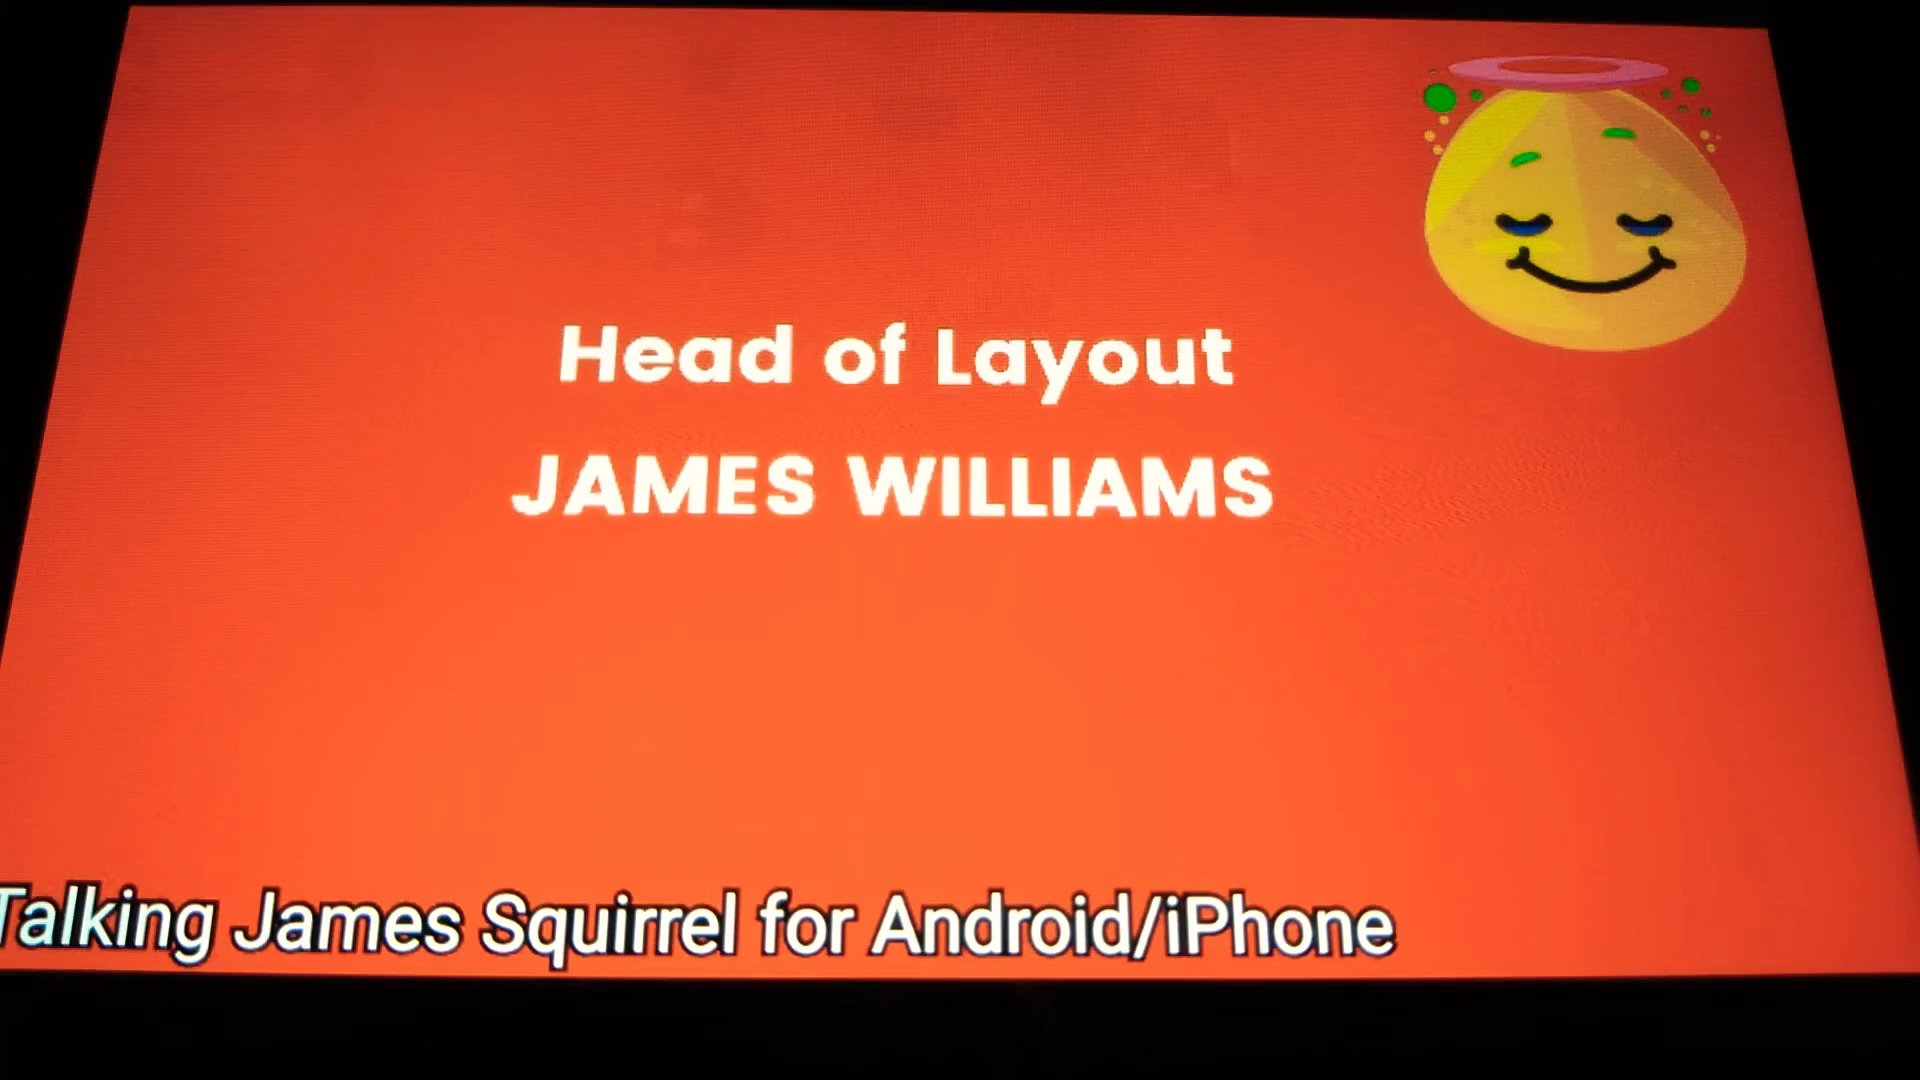 Head of Layout
JAMES WILLIAMS
Talking James Squirrel for Android/iPhone